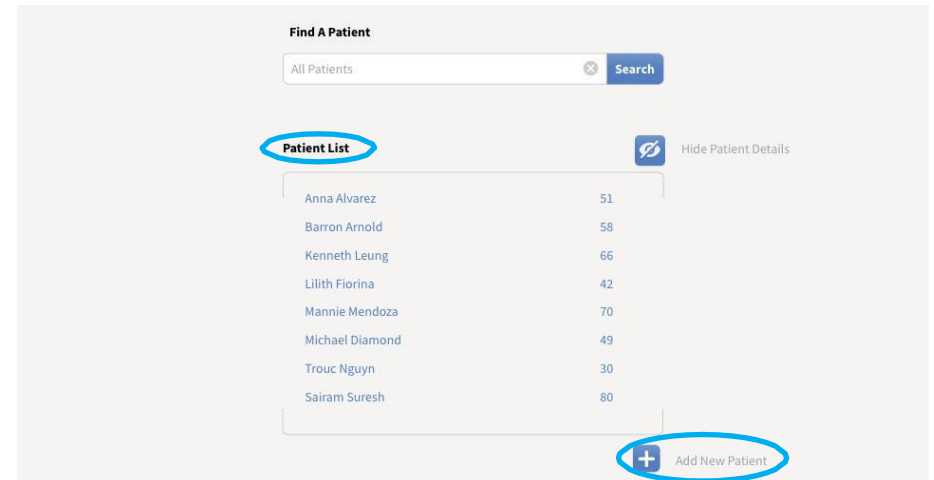 Find A Patient
All Patients Search
Patient List Hide Patient Details
Anna Alvarez 51
Barron Arnold 58
Kenneth Leung 66
Lilith Fiorina 42
Mannie Mendoza 70
Michael Diamond 49
Trouc Nguyn 30
Sairam Suresh 80
Add New Patient